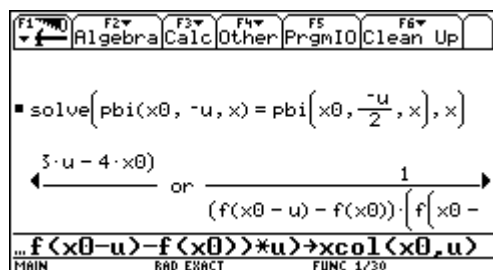 F1 F2 F3 F4 F5 F6
Algebra Calc Other PrgmIO Clean Up
▪ solve(pbi(x0, ⁻u, x) = pbi(x0, ⁻u/2, x), x)
3·u − 4·x0) or 1/((f(x0 − u) − f(x0))·(f(x0 −
…f(x0-u)-f(x0))*u)→xcol(x0,u)
MAIN RAD EXACT FUNC 1/30